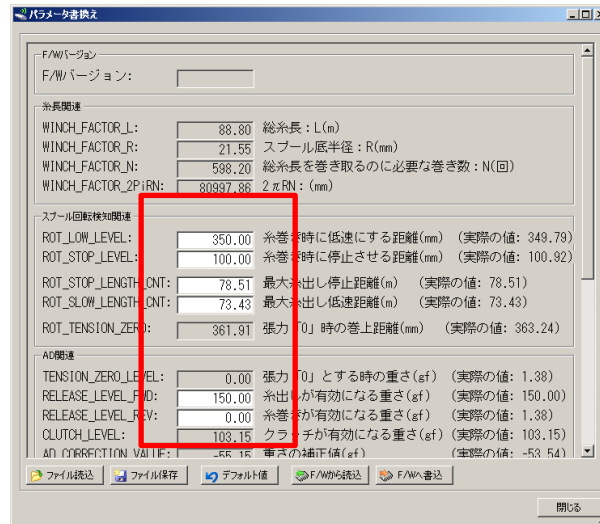 パラメータ書換え
F/Wバージョン
F/Wバージョン:
糸長関連
WINCH_FACTOR_L: 88.80 総糸長:L(m)
WINCH_FACTOR_R: 21.55 スプール底半径:R(mm)
WINCH_FACTOR_N: 598.20 総糸長を巻き取るのに必要な巻き数:N(回)
WINCH_FACTOR_2PiRN: 80997.86 2πRN:(mm)
スプール回転検知関連
ROT_LOW_LEVEL: 350.00 糸巻き時に低速にする距離(mm) (実際の値: 349.79)
ROT_STOP_LEVEL: 100.00 糸巻き時に停止させる距離(mm) (実際の値: 100.92)
ROT_STOP_LENGTH_CNT: 78.51 最大糸出し停止距離(m) (実際の値: 78.51)
ROT_SLOW_LENGTH_CNT: 73.43 最大糸出し低速距離(m) (実際の値: 73.43)
ROT_TENSION_ZERO: 361.91 張力「0」時の巻上距離(mm) (実際の値: 363.24)
AD関連
TENSION_ZERO_LEVEL: 0.00 張力「0」とする時の重さ(gf) (実際の値: 1.38)
RELEASE_LEVEL_FWD: 150.00 糸出しが有効になる重さ(gf) (実際の値: 150.00)
RELEASE_LEVEL_REV: 0.00 糸巻きが有効になる重さ(gf) (実際の値: 1.38)
CLUTCH_LEVEL: 103.15 クラッチが有効になる重さ(gf) (実際の値: 103.15)
AD_CORRECTION_VALUE: -55.15 重さの補正値(gf) (実際の値: -53.54)
ファイル読込 ファイル保存 デフォルト値 F/Wから読込 F/Wへ書込
閉じる